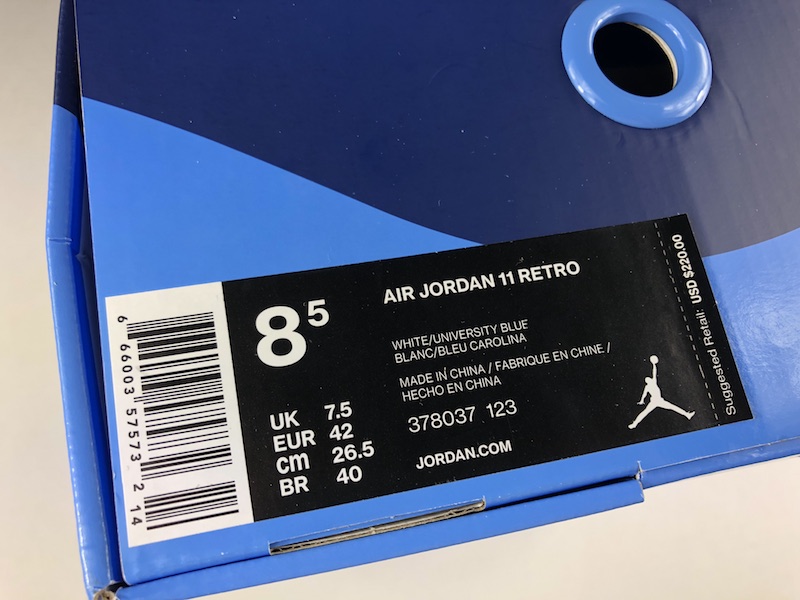 6 66003 57573 2 14
8⁵
UK 7.5
EUR 42
cm 26.5
BR 40
AIR JORDAN 11 RETRO
WHITE/UNIVERSITY BLUE
BLANC/BLEU CAROLINA
MADE IN CHINA / FABRIQUE EN CHINE /
HECHO EN CHINA
378037 123
JORDAN.COM
Suggested Retail: USD $220.00